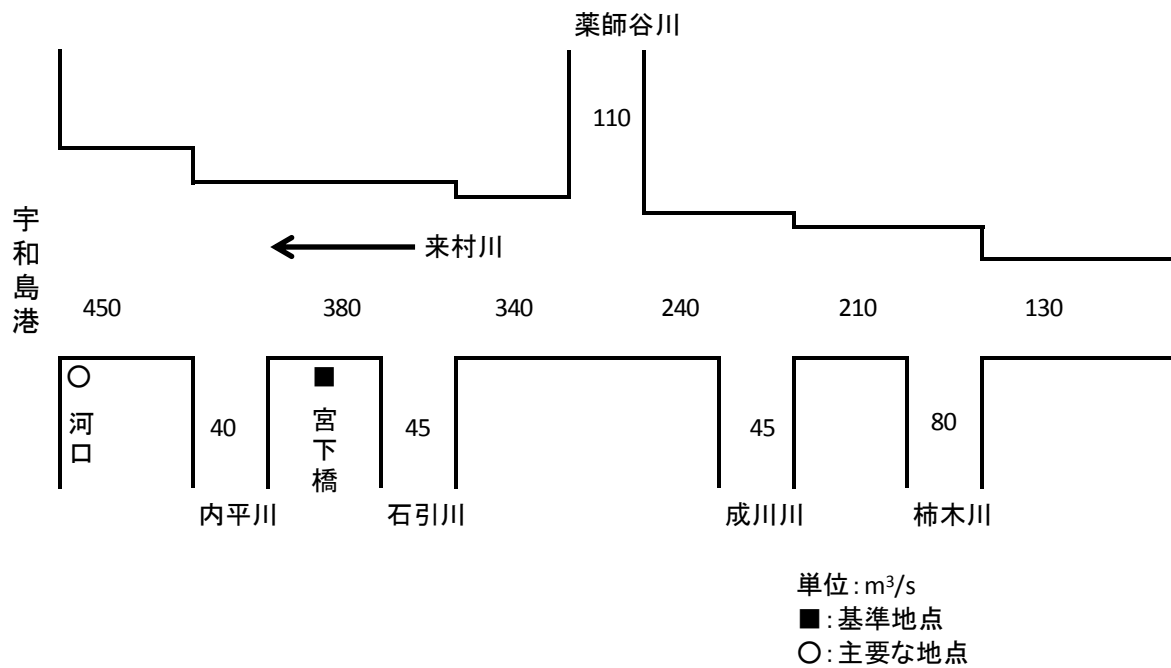 薬師谷川
110
宇和島港
来村川
450
380
340
240
210
130
河口
40
宮下橋
45
45
80
内平川
石引川
成川川
柿木川
単位:m³/s
■:基準地点
○:主要な地点